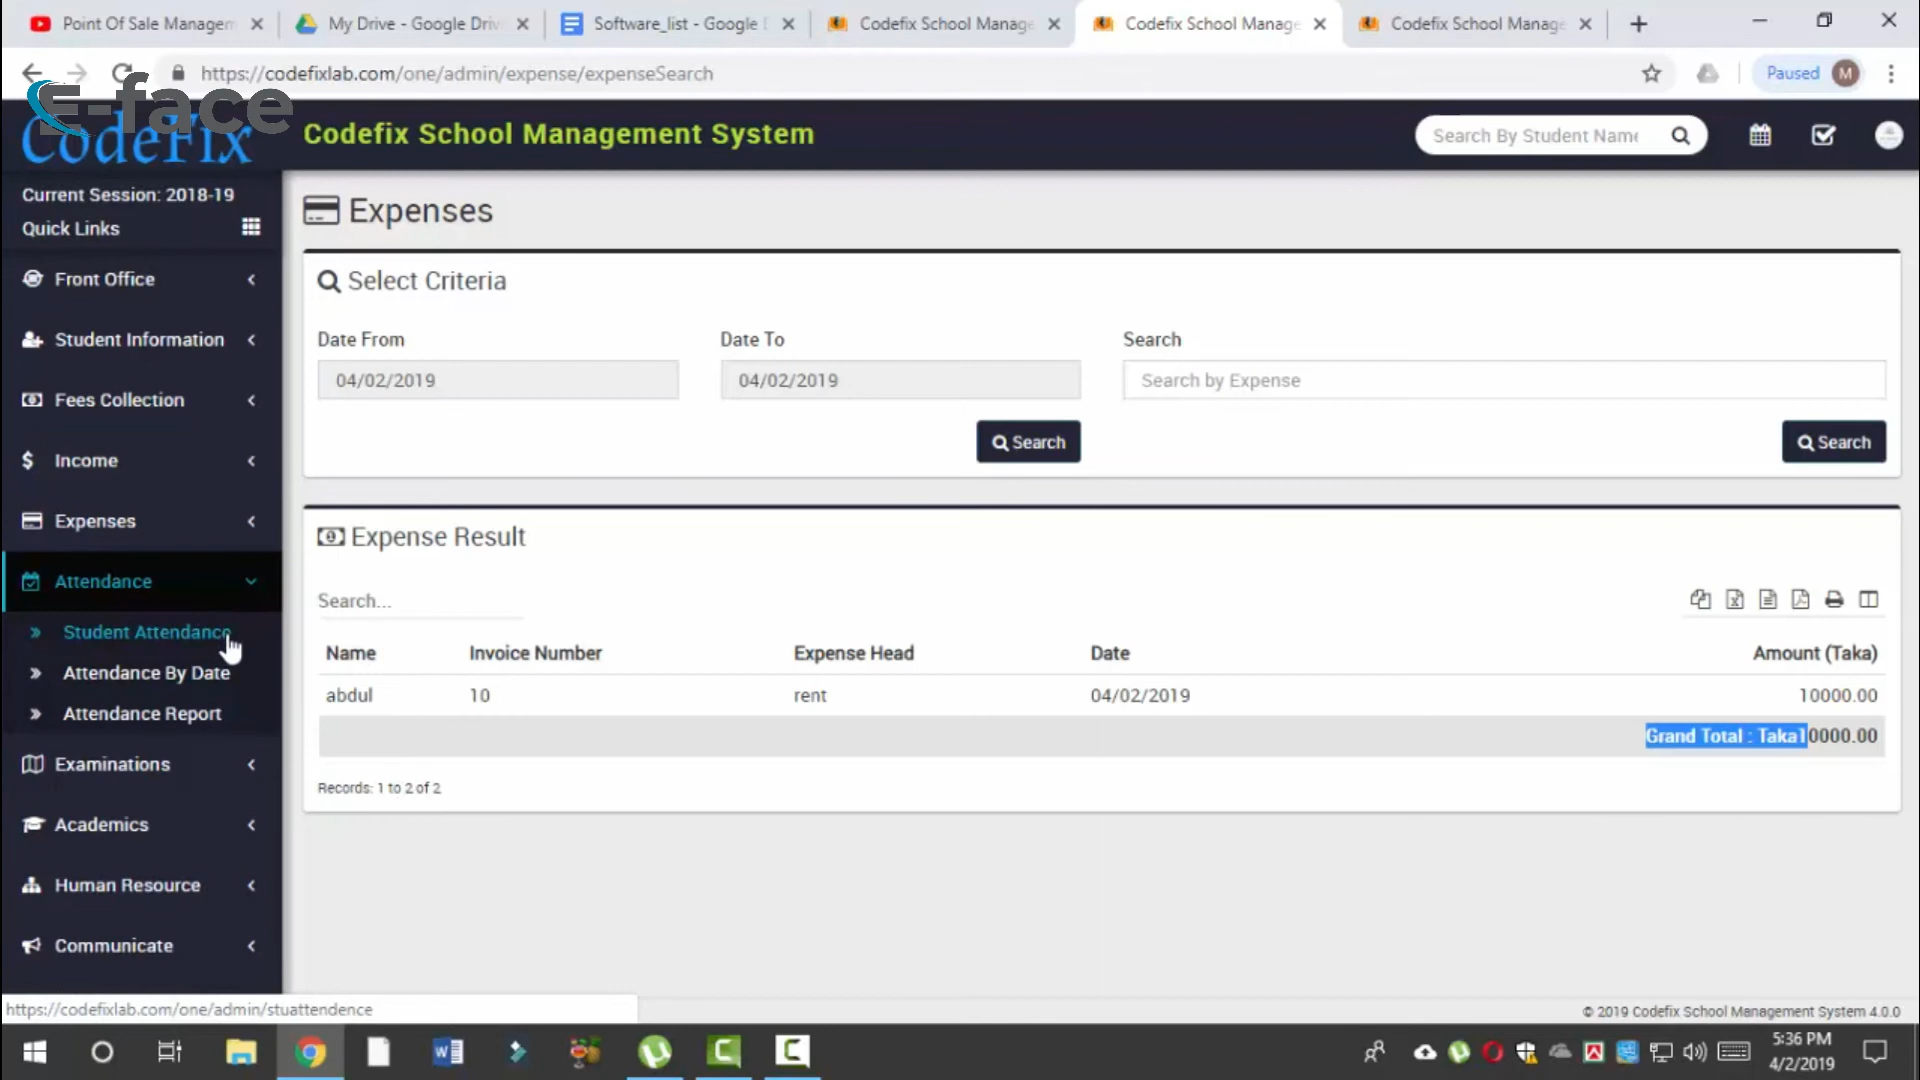 Point Of Sale Managem
My Drive - Google Driv
Software_list - Google
Codefix School Manage
Codefix School Manage
Codefix School Manage
https://codefixlab.com/one/admin/expense/expenseSearch
Paused
M
E-face
CodeFix
Codefix School Management System
Search By Student Name
Current Session: 2018-19
Quick Links
Front Office
Student Information
Fees Collection
Income
Expenses
Attendance
Student Attendance
Attendance By Date
Attendance Report
Examinations
Academics
Human Resource
Communicate
Expenses
Select Criteria
Date From
Date To
Search
04/02/2019
04/02/2019
Search by Expense
Search
Search
Expense Result
Search...
Name Invoice Number Expense Head Date Amount (Taka)
abdul 10 rent 04/02/2019 10000.00
Grand Total : Taka10000.00
Records: 1 to 2 of 2
https://codefixlab.com/one/admin/stuattendence
© 2019 Codefix School Management System 4.0.0
5:36 PM
4/2/2019